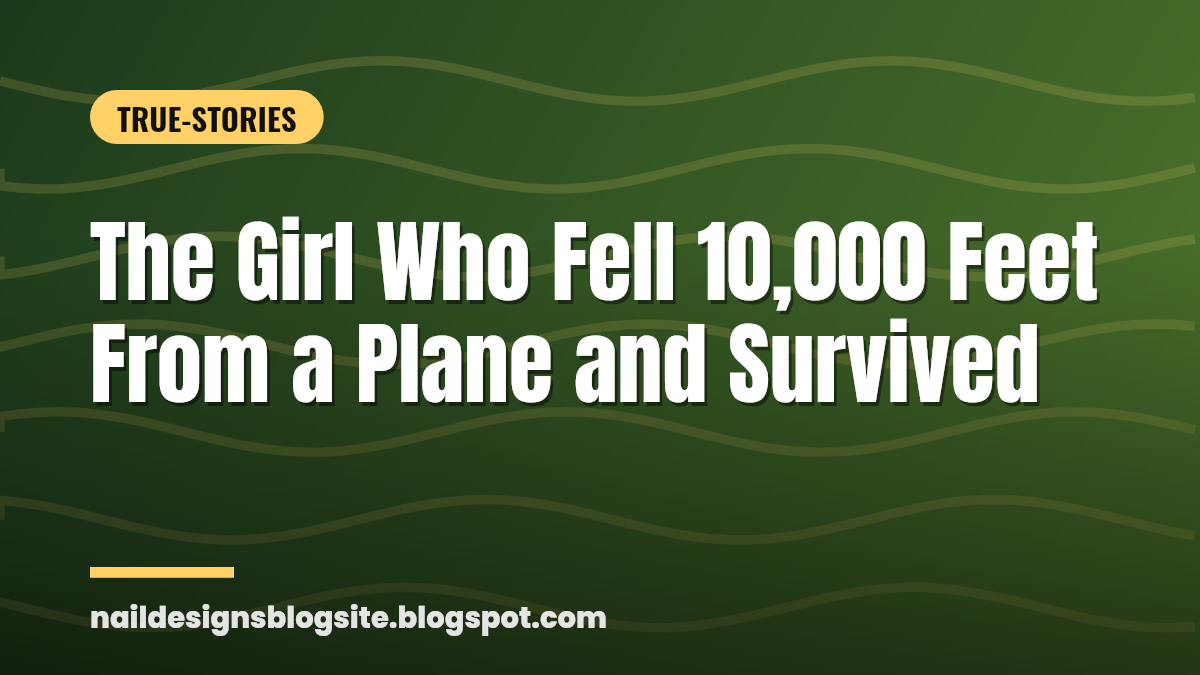 TRUE-STORIES
The Girl Who Fell 10,000 Feet
From a Plane and Survived
naildesignsblogsite.blogspot.com